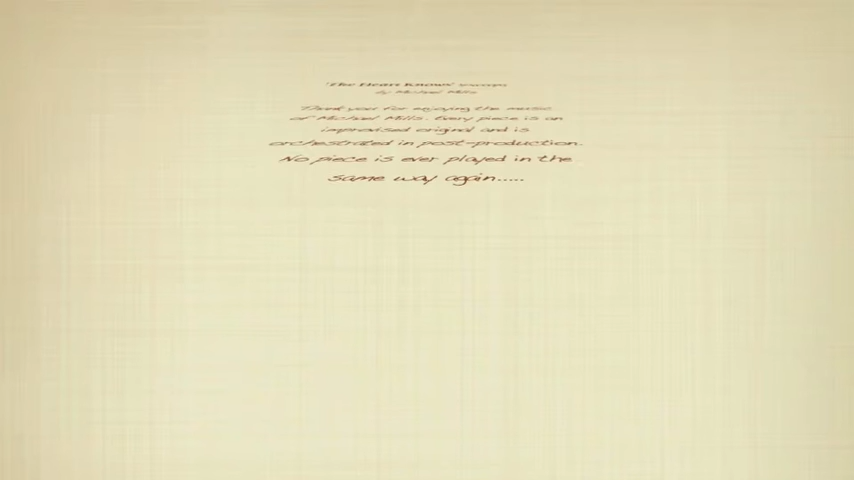 'The Heart Knows'
by Michael Mills
Thank you for enjoying the music
of Michael Mills. Every piece is an
improvised original and is
orchestrated in post-production.
No piece is ever played in the
same way again.....